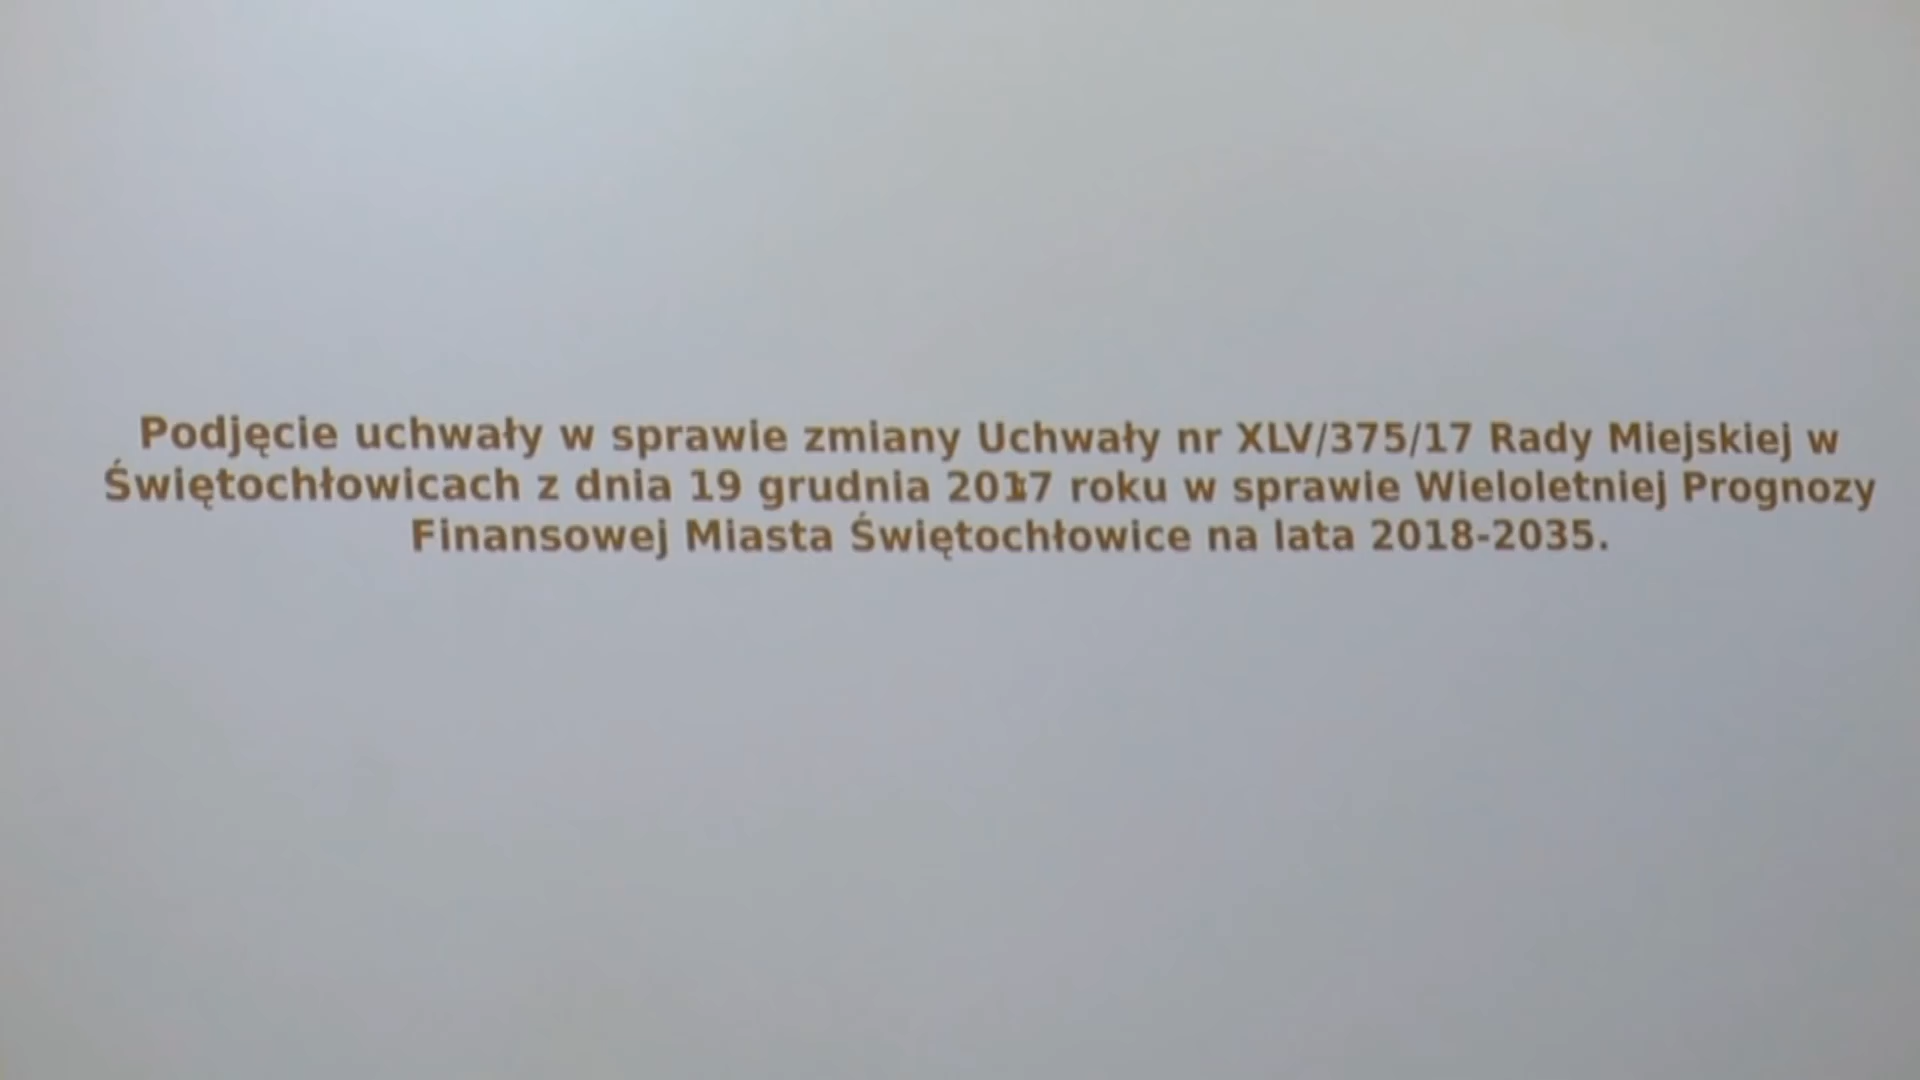 Podjęcie uchwały w sprawie zmiany Uchwały nr XLV/375/17 Rady Miejskiej w
Świętochłowicach z dnia 19 grudnia 2017 roku w sprawie Wieloletniej Prognozy
Finansowej Miasta Świętochłowice na lata 2018-2035.